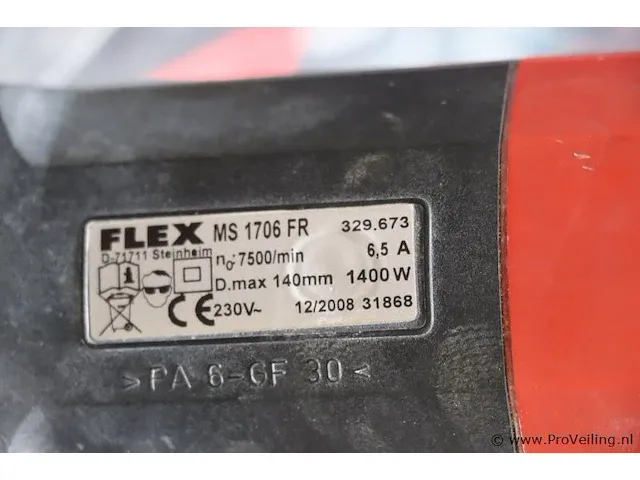 FLEX MS 1706 FR 329.673
D-71711 Steinheim
n₀:7500/min 6,5 A
D.max 140mm 1400 W
CE 230V~ 12/2008 31868
>PA 6-GF 30<
© www.ProVeiling.nl